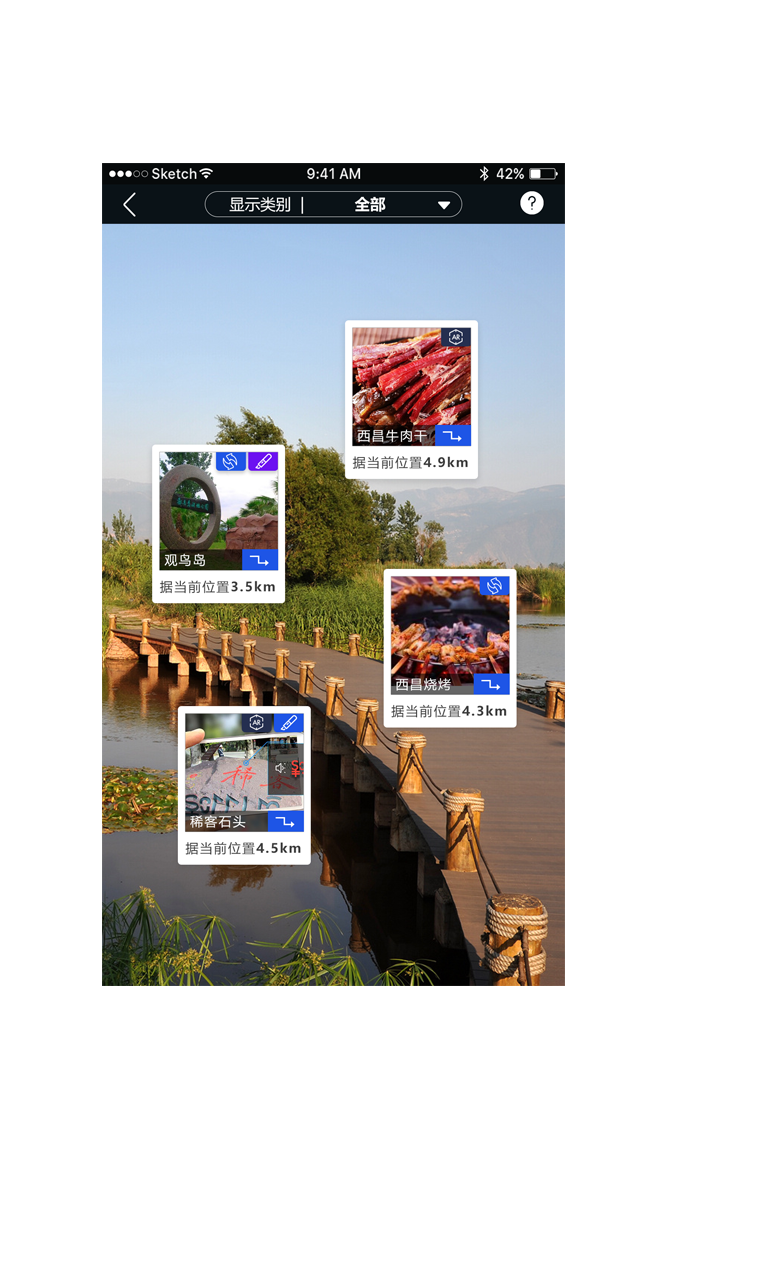 Sketch 9:41 AM 42%
显示类别 | 全部 ?
AR
西昌牛肉干
据当前位置4.9km
观鸟岛
据当前位置3.5km
西昌烧烤
据当前位置4.3km
AR
稀
稀客石头
据当前位置4.5km